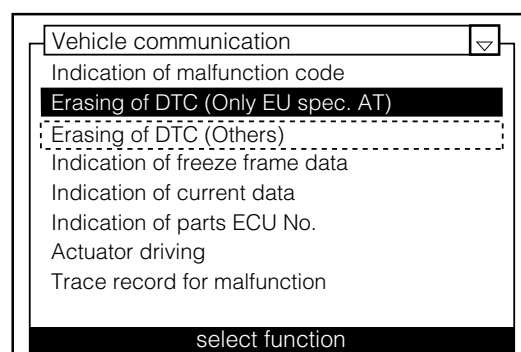 Vehicle communication
Indication of malfunction code
Erasing of DTC (Only EU spec. AT)
Erasing of DTC (Others)
Indication of freeze frame data
Indication of current data
Indication of parts ECU No.
Actuator driving
Trace record for malfunction
select function